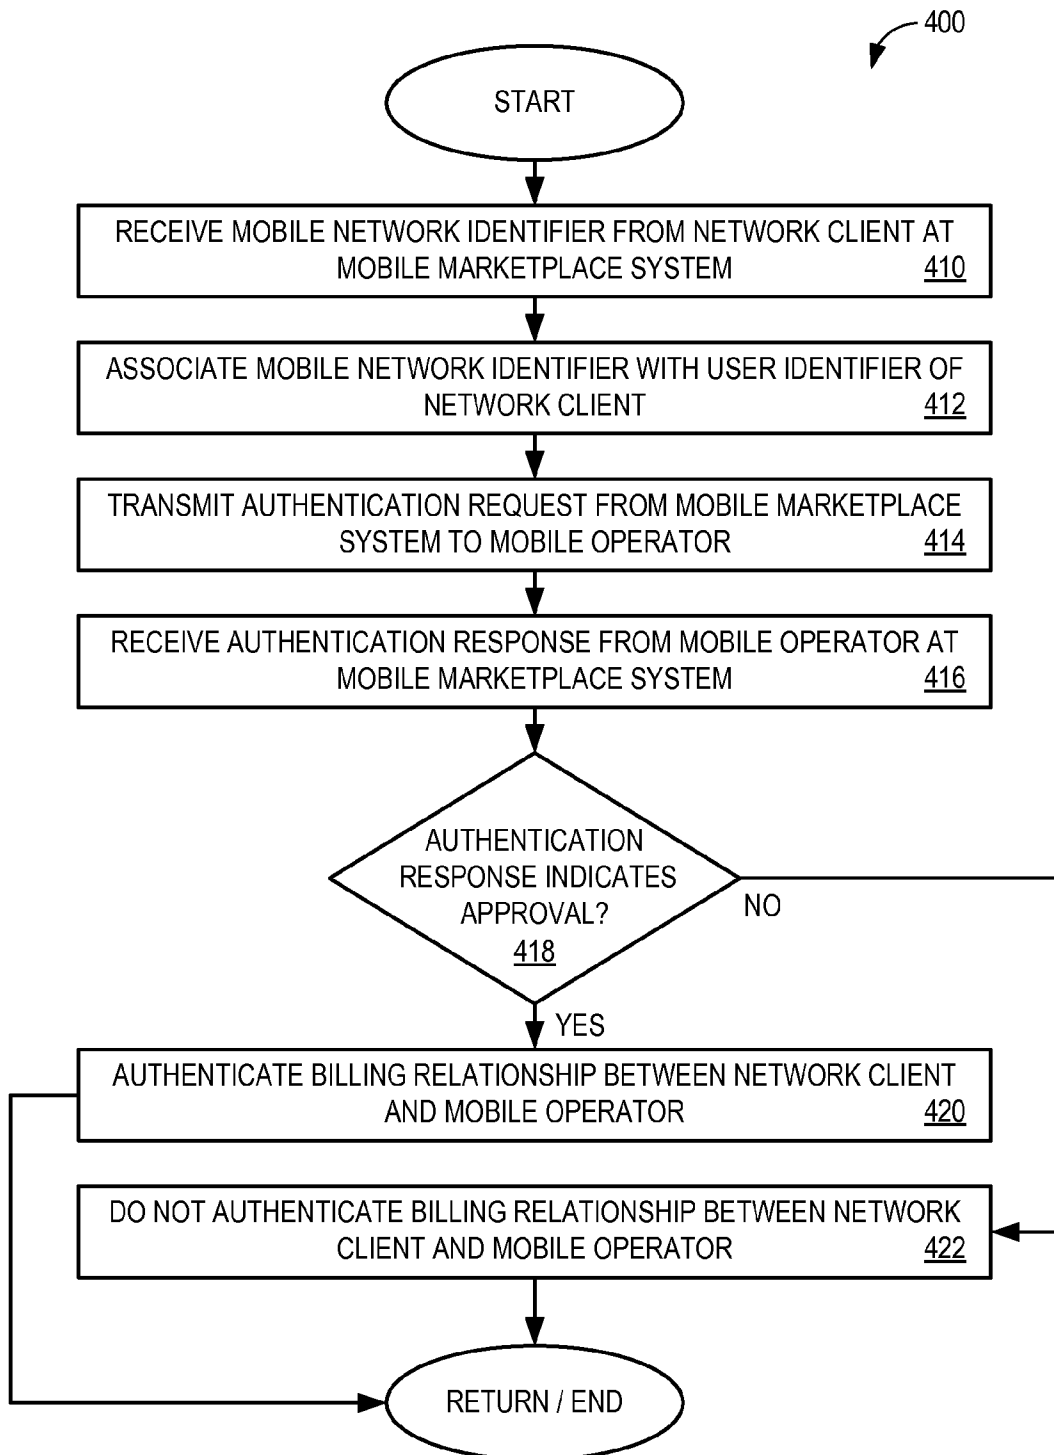 400
START
RECEIVE MOBILE NETWORK IDENTIFIER FROM NETWORK CLIENT AT
MOBILE MARKETPLACE SYSTEM 410
ASSOCIATE MOBILE NETWORK IDENTIFIER WITH USER IDENTIFIER OF
NETWORK CLIENT 412
TRANSMIT AUTHENTICATION REQUEST FROM MOBILE MARKETPLACE
SYSTEM TO MOBILE OPERATOR 414
RECEIVE AUTHENTICATION RESPONSE FROM MOBILE OPERATOR AT
MOBILE MARKETPLACE SYSTEM 416
AUTHENTICATION
RESPONSE INDICATES
APPROVAL?
418
NO
YES
AUTHENTICATE BILLING RELATIONSHIP BETWEEN NETWORK CLIENT
AND MOBILE OPERATOR 420
DO NOT AUTHENTICATE BILLING RELATIONSHIP BETWEEN NETWORK
CLIENT AND MOBILE OPERATOR 422
RETURN / END